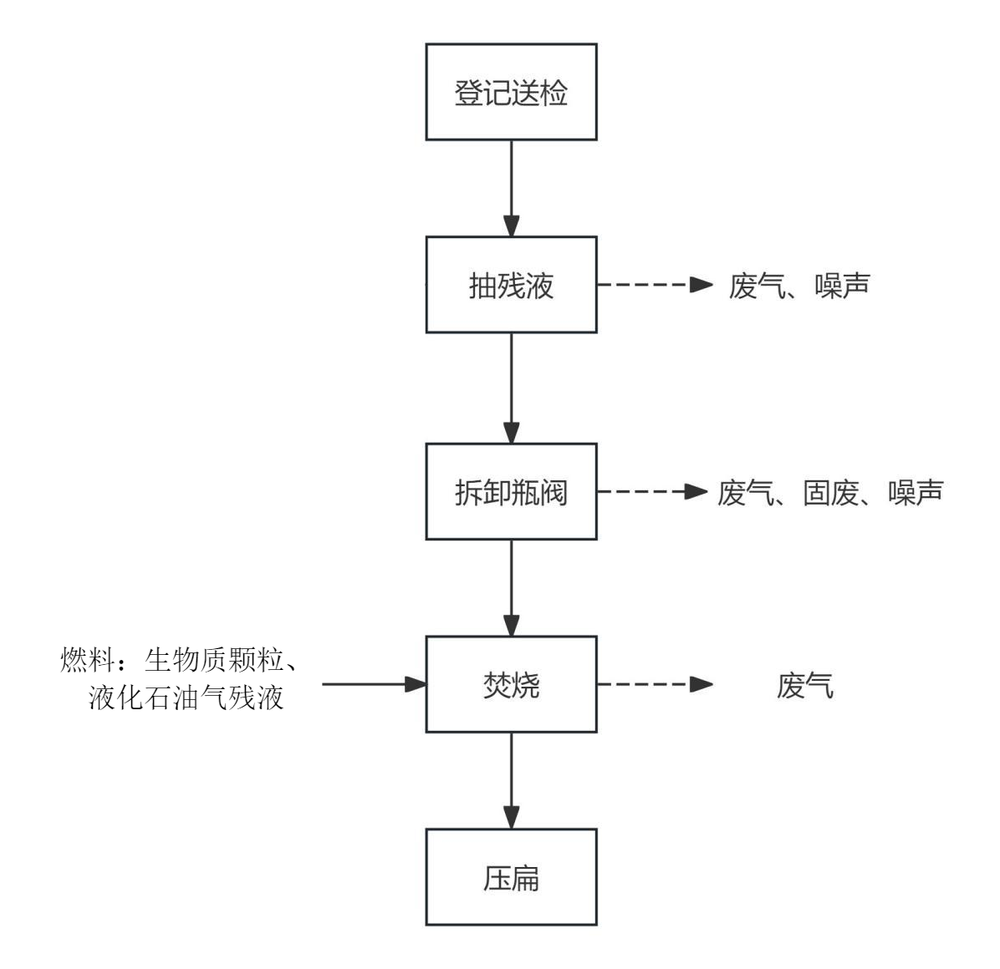 登记送检
抽残液
废气、噪声
拆卸瓶阀
废气、固废、噪声
燃料：生物质颗粒、
液化石油气残液
焚烧
废气
压扁